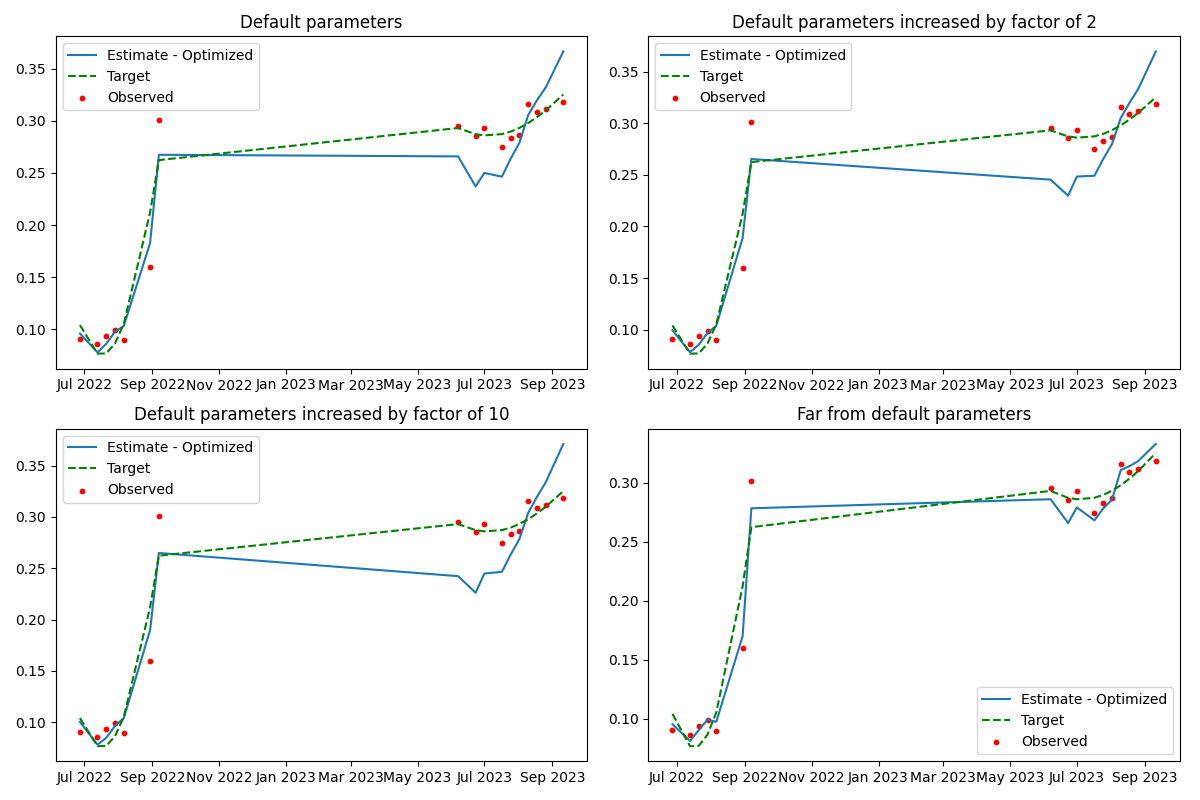 Default parameters
Estimate - Optimized
Target
Observed
0.35
0.30
0.25
0.20
0.15
0.10
Jul 2022 Sep 2022 Nov 2022 Jan 2023 Mar 2023 May 2023 Jul 2023 Sep 2023
Default parameters increased by factor of 2
Estimate - Optimized
Target
Observed
0.35
0.30
0.25
0.20
0.15
0.10
Jul 2022 Sep 2022 Nov 2022 Jan 2023 Mar 2023 May 2023 Jul 2023 Sep 2023
Default parameters increased by factor of 10
Estimate - Optimized
Target
Observed
0.35
0.30
0.25
0.20
0.15
0.10
Jul 2022 Sep 2022 Nov 2022 Jan 2023 Mar 2023 May 2023 Jul 2023 Sep 2023
Far from default parameters
0.30
0.25
0.20
0.15
0.10
Estimate - Optimized
Target
Observed
Jul 2022 Sep 2022 Nov 2022 Jan 2023 Mar 2023 May 2023 Jul 2023 Sep 2023